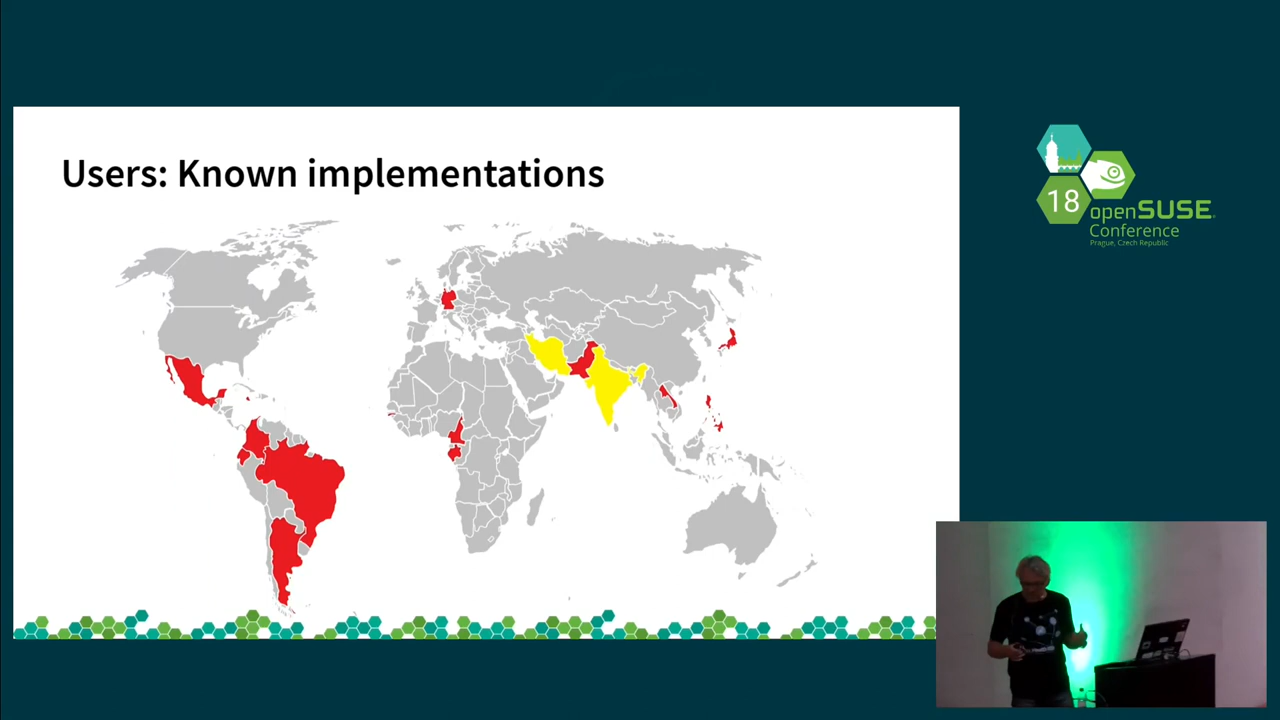 Users: Known implementations
18
openSUSE
Conference
Prague, Czech Republic